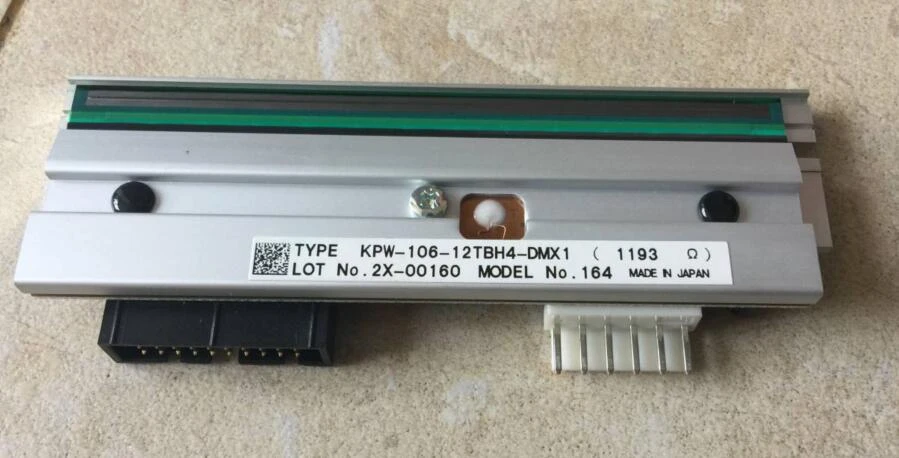 TYPE KPW-106-12TBH4-DMX1 ( 1193 Ω )
LOT No.2X-00160 MODEL No.164 MADE IN JAPAN